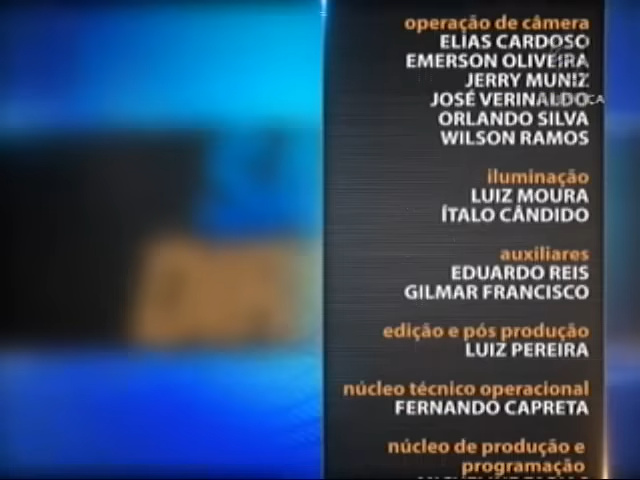 operação de câmera
ELIAS CARDOSO
EMERSON OLIVEIRA
JERRY MUNIZ
JOSÉ VERINALDO
ORLANDO SILVA
WILSON RAMOS
iluminação
LUIZ MOURA
ÍTALO CÂNDIDO
auxiliares
EDUARDO REIS
GILMAR FRANCISCO
edição e pós produção
LUIZ PEREIRA
núcleo técnico operacional
FERNANDO CAPRETA
núcleo de produção e
programação